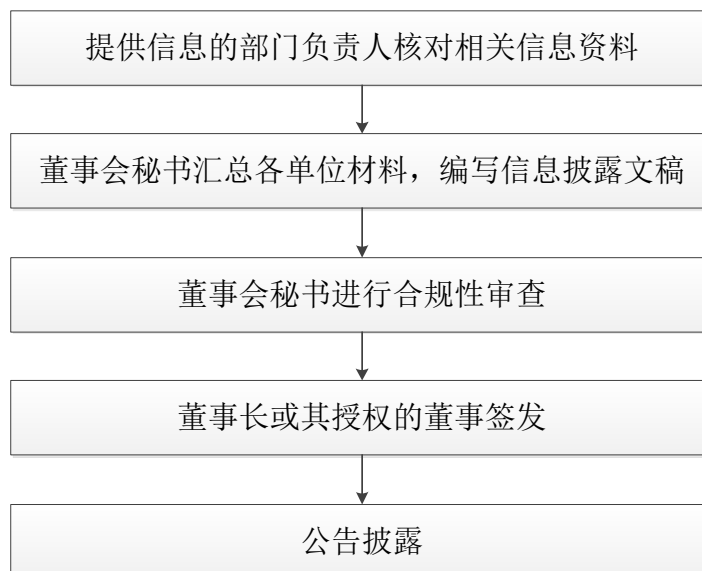 提供信息的部门负责人核对相关信息资料
董事会秘书汇总各单位材料，编写信息披露文稿
董事会秘书进行合规性审查
董事长或其授权的董事签发
公告披露